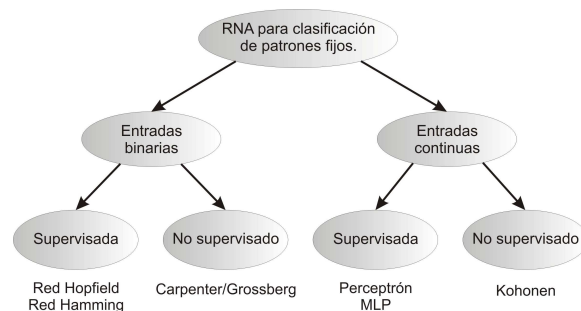 RNA para clasificación
de patrones fijos.
Entradas
binarias
Entradas
continuas
Supervisada
No supervisado
Supervisada
No supervisado
Red Hopfield
Red Hamming
Carpenter/Grossberg
Perceptrón
MLP
Kohonen